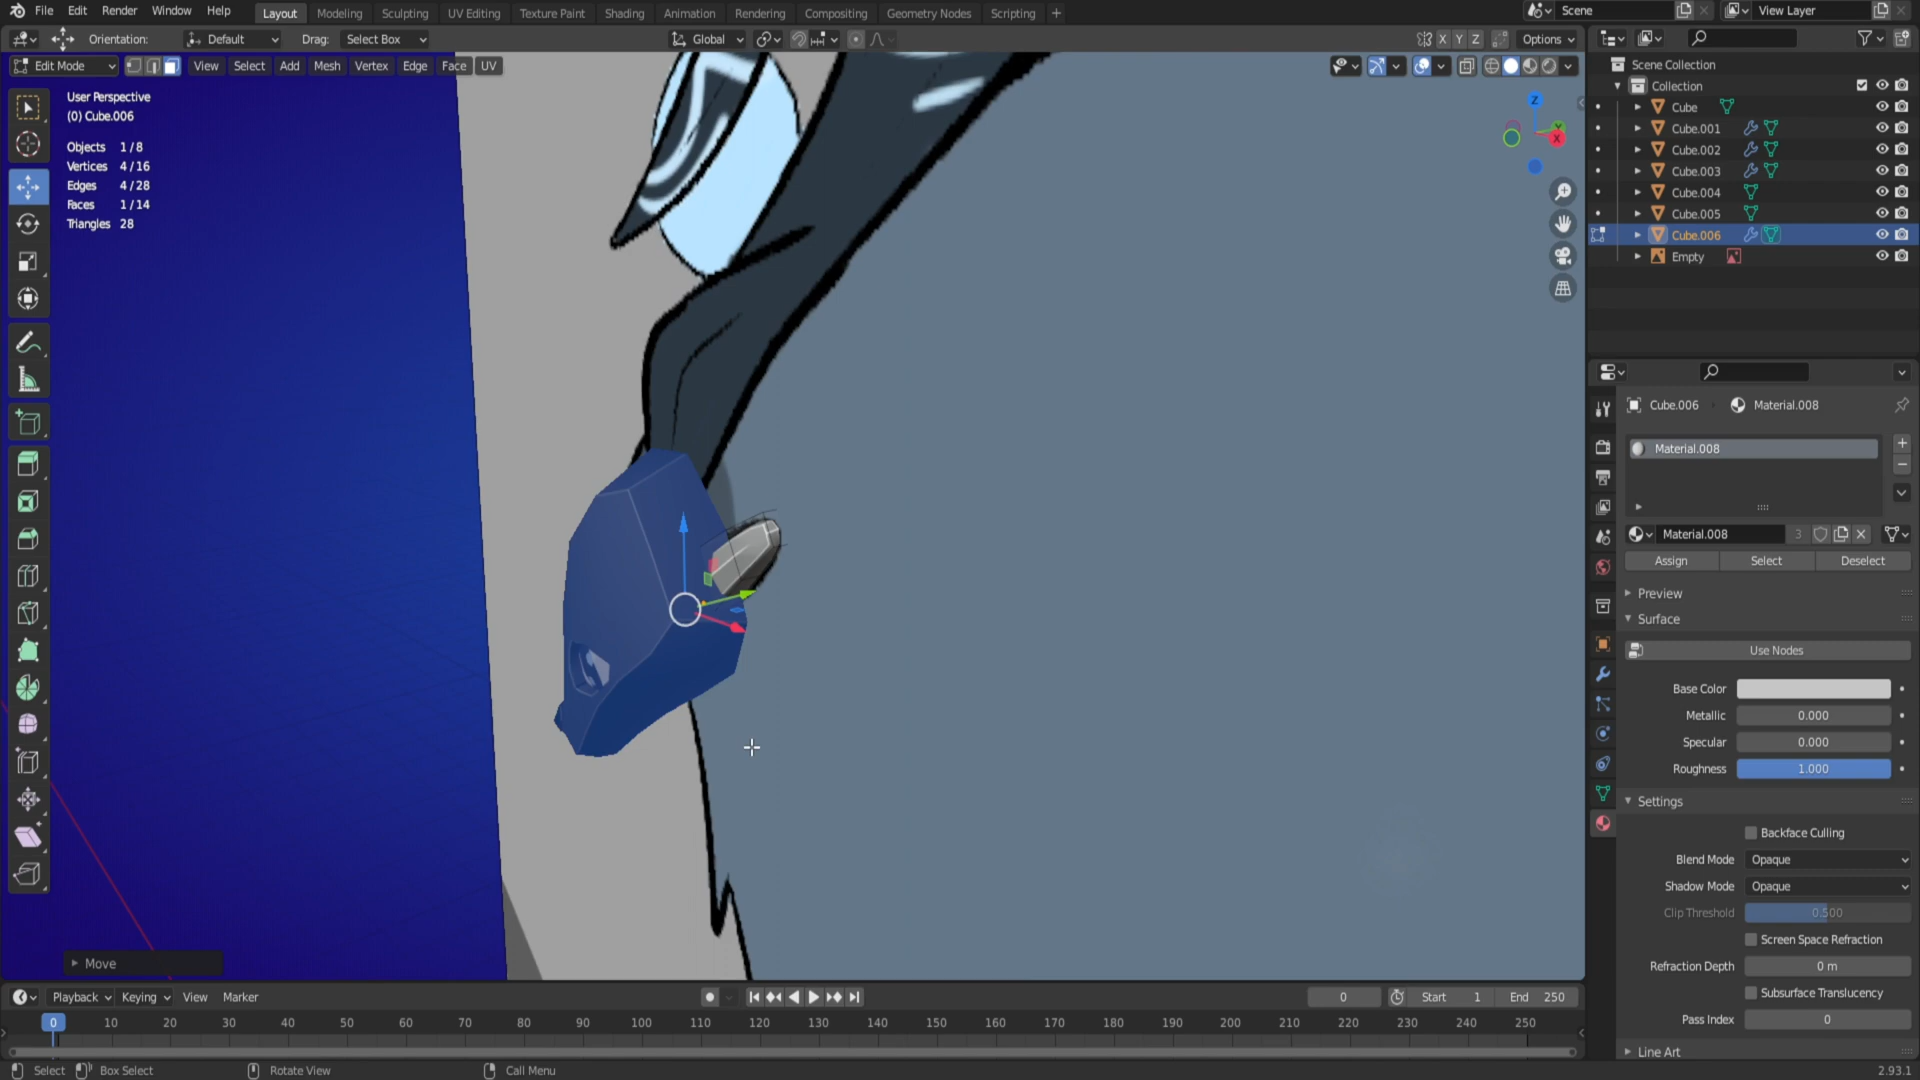 File Edit Render Window Help Layout Modeling Sculpting UV Editing Texture Paint Shading Animation Rendering Compositing Geometry Nodes Scripting + Scene View Layer
Orientation: Default Drag: Select Box Global X Y Z Options
Edit Mode View Select Add Mesh Vertex Edge Face UV
User Perspective
(0) Cube.006
Objects 1/8
Vertices 4/16
Edges 4/28
Faces 1/14
Triangles 28
Z
Y
X
Scene Collection
Collection
Cube
Cube.001
Cube.002
Cube.003
Cube.004
Cube.005
Cube.006
Empty
Cube.006 Material.008
Material.008
Material.008 3
Assign Select Deselect
Preview
Surface
Use Nodes
Base Color
Metallic 0.000
Specular 0.000
Roughness 1.000
Settings
Backface Culling
Blend Mode Opaque
Shadow Mode Opaque
Clip Threshold 0.500
Screen Space Refraction
Refraction Depth 0 m
Subsurface Translucency
Pass Index 0
Line Art
Move
Playback Keying View Marker 0 Start 1 End 250
0 10 20 30 40 50 60 70 80 90 100 110 120 130 140 150 160 170 180 190 200 210 220 230 240 250
Select Box Select Rotate View Call Menu 2.93.1